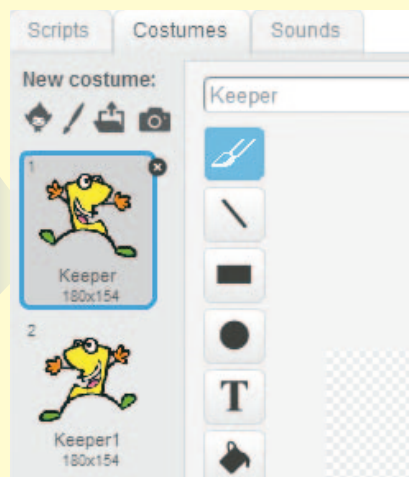 Scripts Costumes Sounds
New costume:
Keeper
1
Keeper
180x154
2
Keeper1
180x154
T